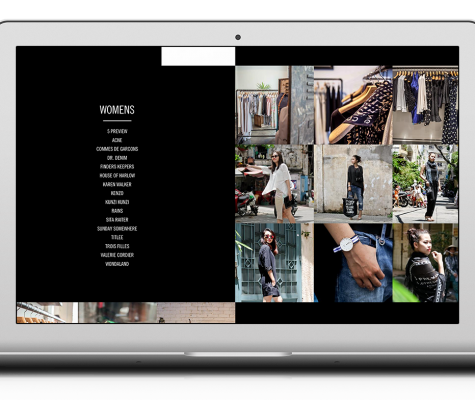 WOMENS
5 PREVIEW
ACNE
COMMES DE GARCONS
DR. DENIM
FINDERS KEEPERS
HOUSE OF HARLOW
KAREN WALKER
KENZO
KUNZI KUNZI
RAINS
SITA MURT
SUNDAY SOMEWHERE
TITLEE
TROIS FILLES
VALERIE CORDIER
WONDALAND